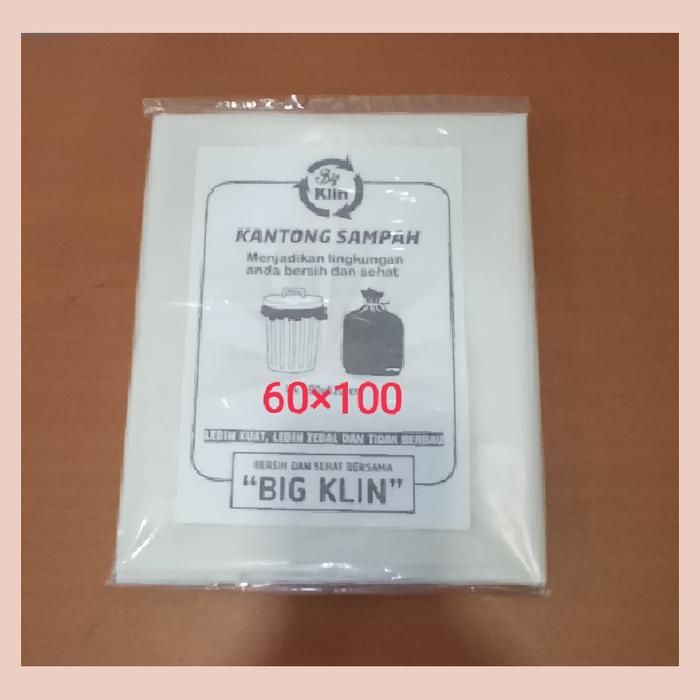 Big
Klin
KANTONG SAMPAH
Menjadikan lingkungan
anda bersih dan sehat
60×100
LEBIH KUAT, LEBIH TEBAL DAN TIDAK BERBAU
BERSIH DAN SEHAT BERSAMA
“BIG KLIN”